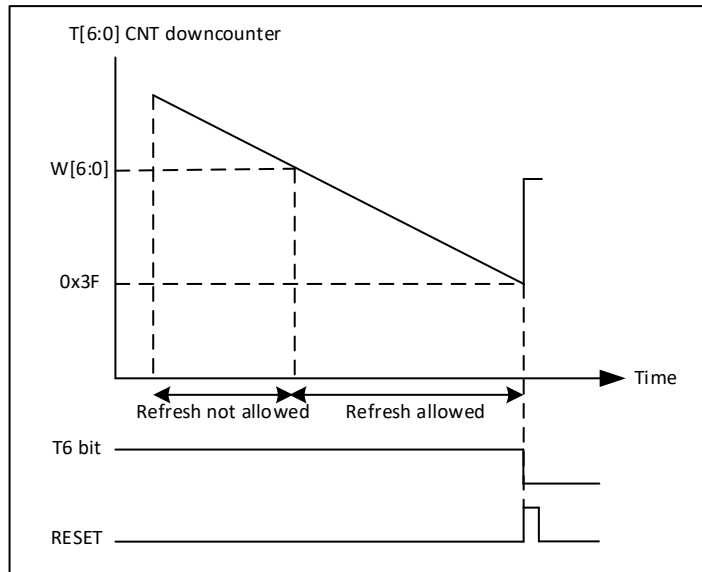 T[6:0] CNT downcounter
W[6:0]
0x3F
Time
Refresh not allowed
Refresh allowed
T6 bit
RESET